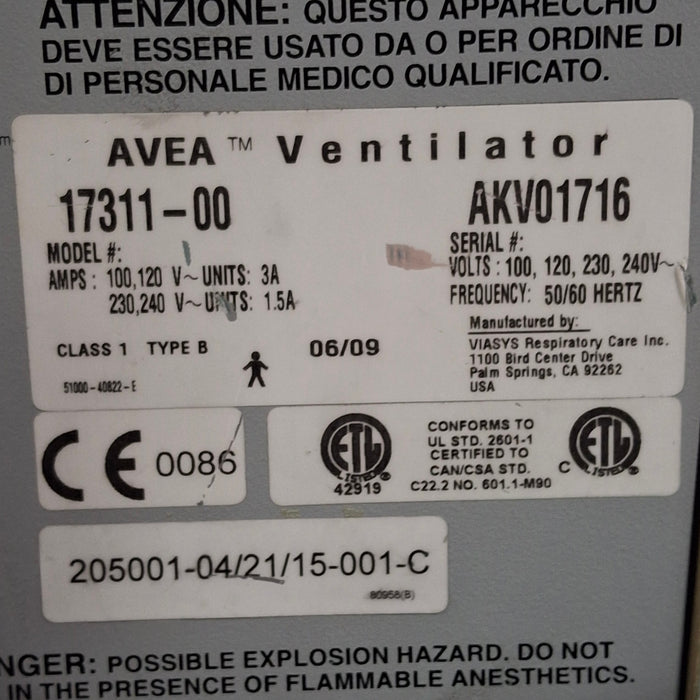 ATTENZIONE: QUESTO APPARECCHIO
DEVE ESSERE USATO DA O PER ORDINE DI
DI PERSONALE MEDICO QUALIFICATO.
m
AVEA ™ Ventilator
17311-00
AKV01716
MODEL #:
SERIAL #:
AMPS : 100,120 V~ UNITS: 3A
230,240 V~ UNITS: 1.5A
VOLTS : 100, 120, 230, 240V~
FREQUENCY: 50/60 HERTZ
CLASS 1 TYPE B
06/09
51000-40822-E
Manufactured by:
VIASYS Respiratory Care Inc.
1100 Bird Center Drive
Palm Springs, CA 92262
USA
CE 0086
ETL
LISTED
42919
CONFORMS TO
UL STD. 2601-1
CERTIFIED TO
CAN/CSA STD.
C22.2 NO. 601.1-M90
C ETL
LISTED
205001-04/21/15-001-C
80958(B)
NGER: POSSIBLE EXPLOSION HAZARD. DO NOT
IN THE PRESENCE OF FLAMMABLE ANESTHETICS.